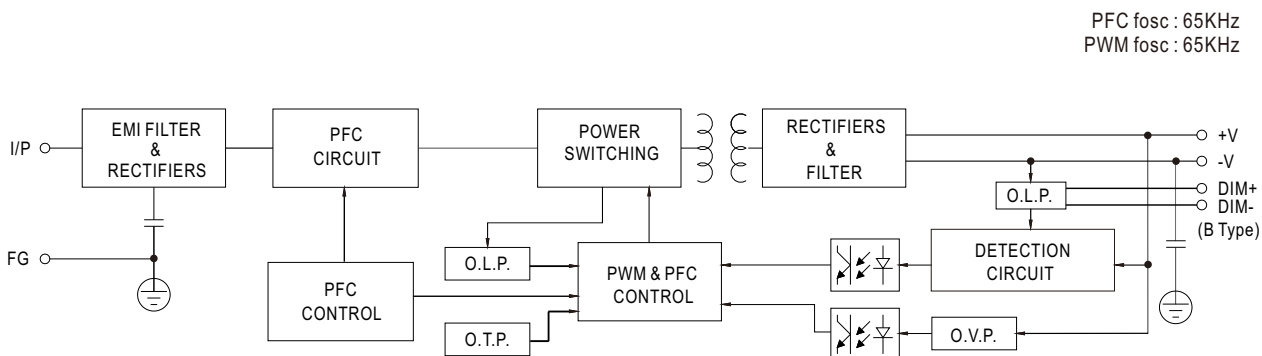 PFC fosc : 65KHz
PWM fosc : 65KHz
I/P
EMI FILTER
&
RECTIFIERS
PFC
CIRCUIT
POWER
SWITCHING
RECTIFIERS
&
FILTER
+V
-V
DIM+
DIM-
(B Type)
O.L.P.
FG
O.L.P.
PFC
CONTROL
O.T.P.
PWM & PFC
CONTROL
DETECTION
CIRCUIT
O.V.P.